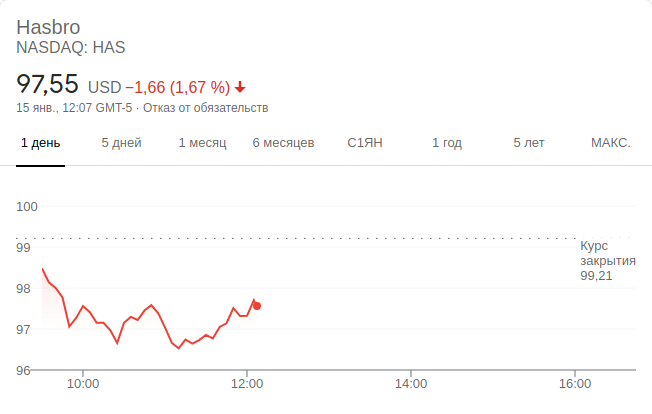 Hasbro
NASDAQ: HAS
97,55 USD −1,66 (1,67 %)
15 янв., 12:07 GMT-5 · Отказ от обязательств
1 день 5 дней 1 месяц 6 месяцев С1ЯН 1 год 5 лет МАКС.
100
99
98
97
96
Курс
закрытия
99,21
10:00 12:00 14:00 16:00